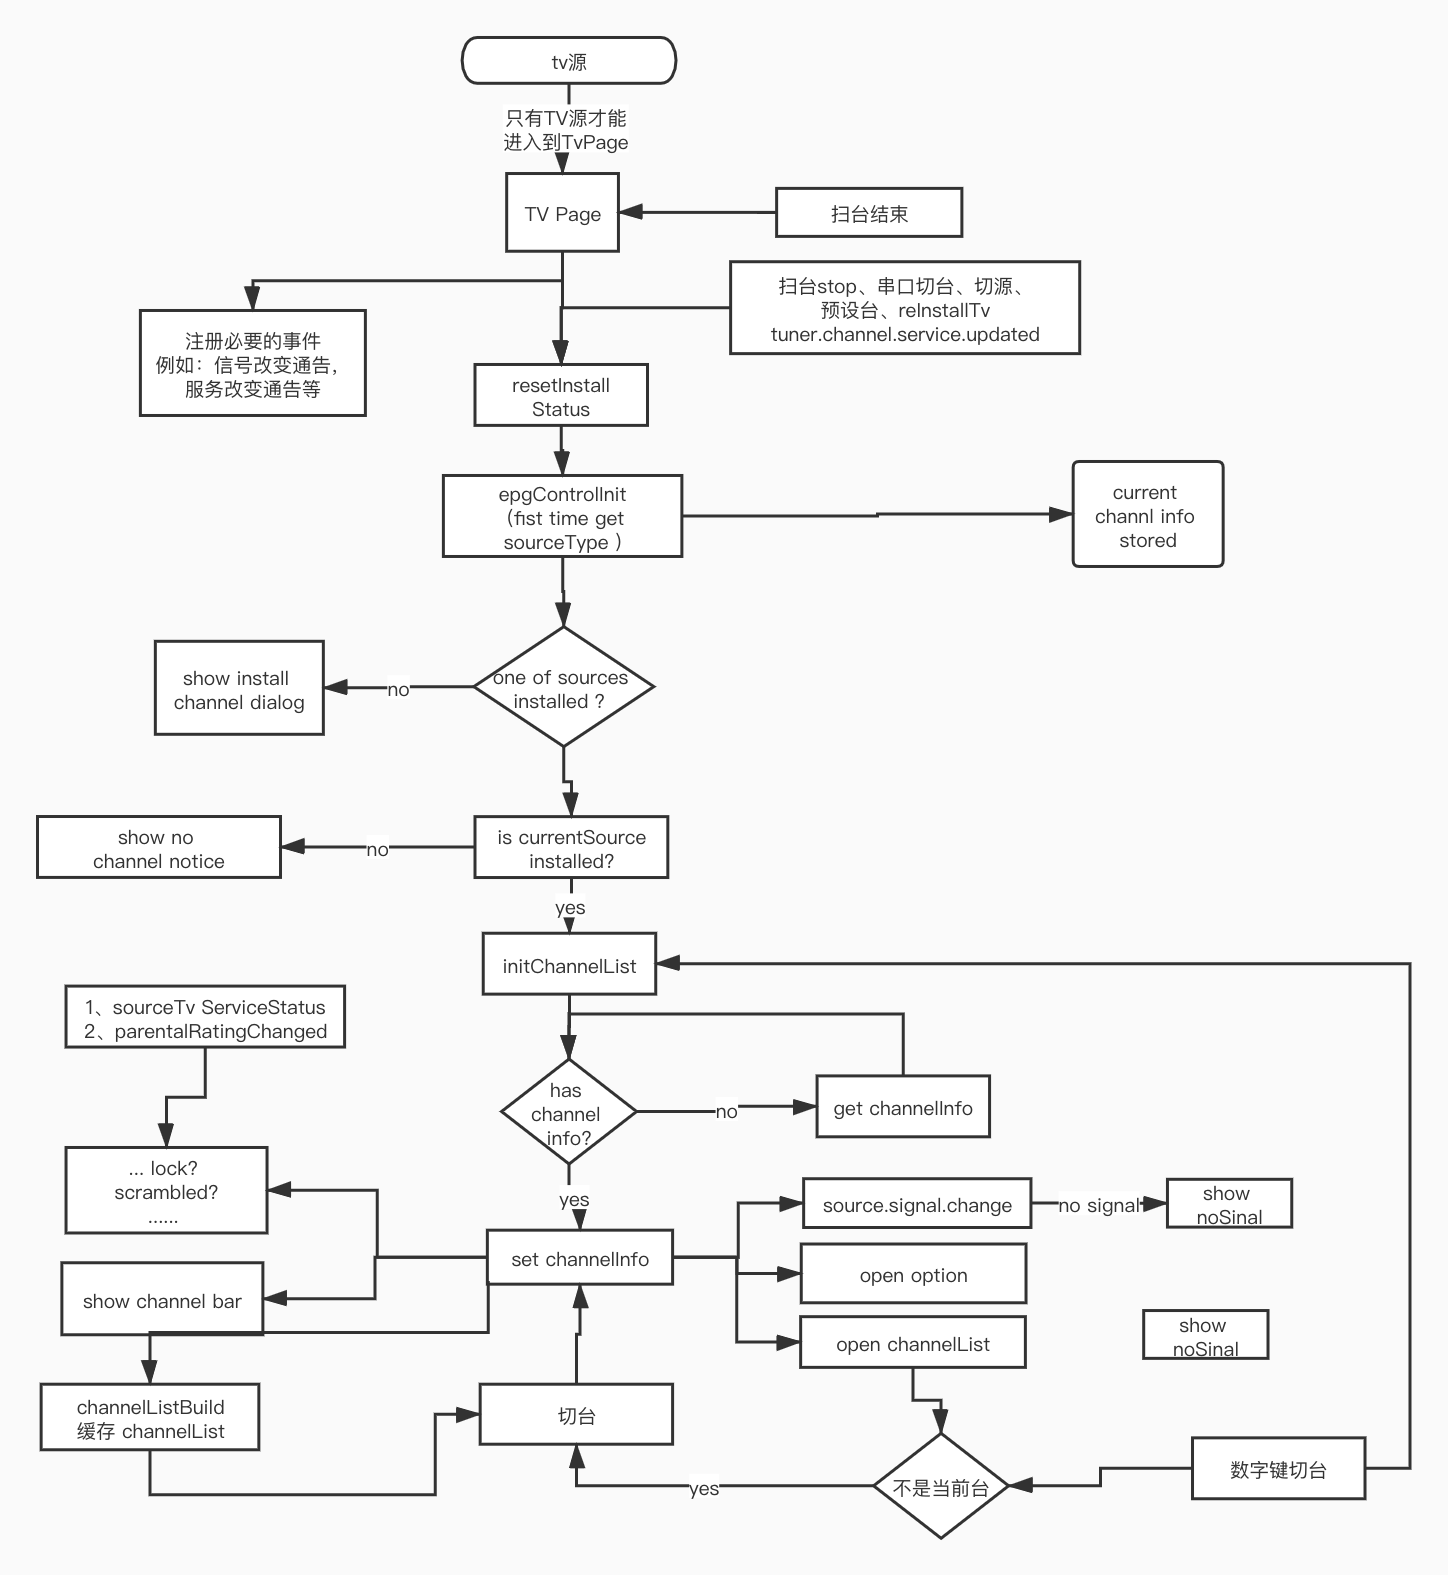 tv源
只有TV源才能
进入到TvPage
TV Page
扫台结束
扫台stop、串口切台、切源、
预设台、reInstallTv
tuner.channel.service.updated
注册必要的事件
例如：信号改变通告，
服务改变通告等
resetInstall
Status
epgControlInit
(fist time get
sourceType )
current
channl info
stored
one of sources
installed ?
no
show install
channel dialog
is currentSource
installed?
no
show no
channel notice
yes
initChannelList
1、sourceTv ServiceStatus
2、parentalRatingChanged
has
channel
info?
no
get channelInfo
... lock?
scrambled?
......
yes
source.signal.change
no signal
show
noSinal
set channelInfo
open option
show channel bar
open channelList
show
noSinal
channelListBuild
缓存 channelList
切台
yes
不是当前台
数字键切台